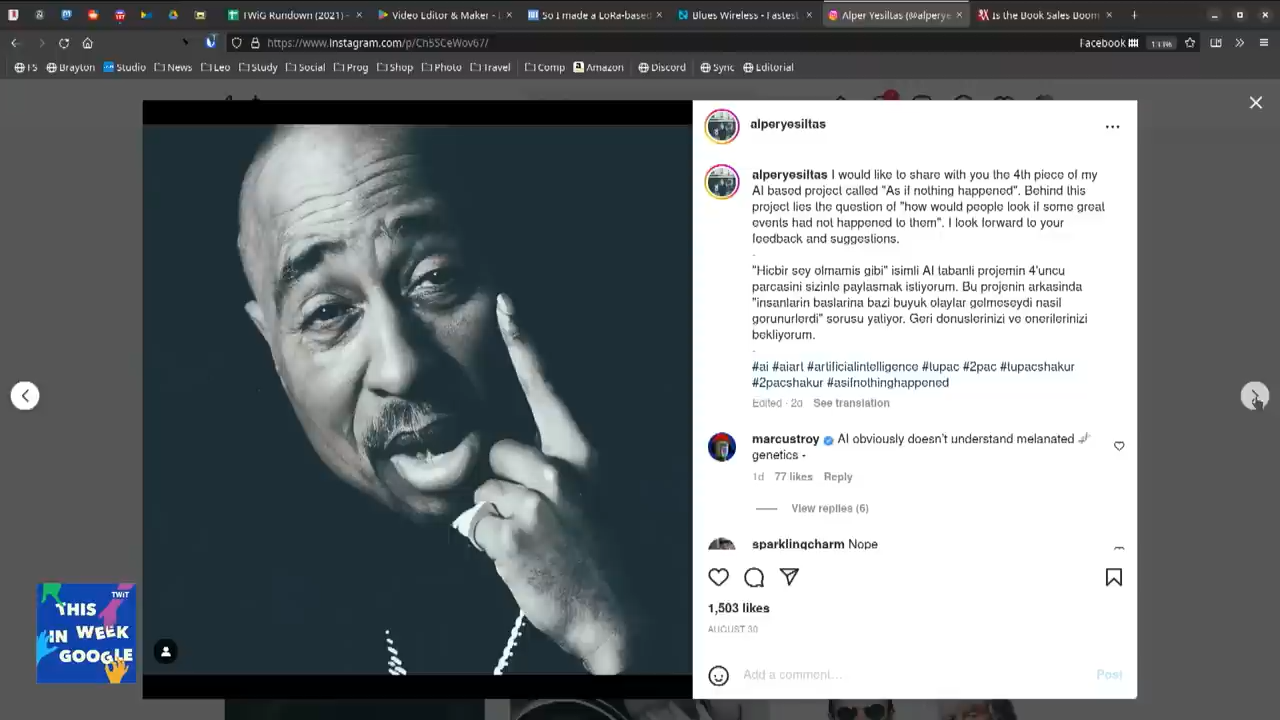 TWiG Rundown (2021) -
Video Editor & Maker -
So I made a LoRa-based
Blues Wireless - Fastest
Alper Yesiltas (@alperye
Is the Book Sales Boom
https://www.instagram.com/p/Ch5SCeWov67/
Facebook
133%
FS
Brayton
Studio
News
Leo
Study
Social
Prog
Shop
Photo
Travel
Comp
Amazon
Discord
Sync
Editorial
alperyesiltas
alperyesiltas I would like to share with you the 4th piece of my
AI based project called "As if nothing happened". Behind this
project lies the question of "how would people look if some great
events had not happened to them". I look forward to your
feedback and suggestions.
.
"Hicbir sey olmamis gibi" isimli AI tabanli projemin 4'uncu
parcasini sizinle paylasmak istiyorum. Bu projenin arkasinda
"insanlarin baslarina bazi buyuk olaylar gelmeseydi nasil
gorunurlerdi" sorusu yatiyor. Geri donuslerinizi ve onerilerinizi
bekliyorum.
.
#ai #aiart #artificialintelligence #tupac #2pac #tupacshakur
#2pacshakur #asifnothinghappened
Edited · 2d See translation
marcustroy AI obviously doesn't understand melanated
genetics -
1d 77 likes Reply
View replies (6)
sparklingcharm Nope
1,503 likes
AUGUST 30
Add a comment...
Post
TWiT
THIS
IN WEEK
GOOGLE